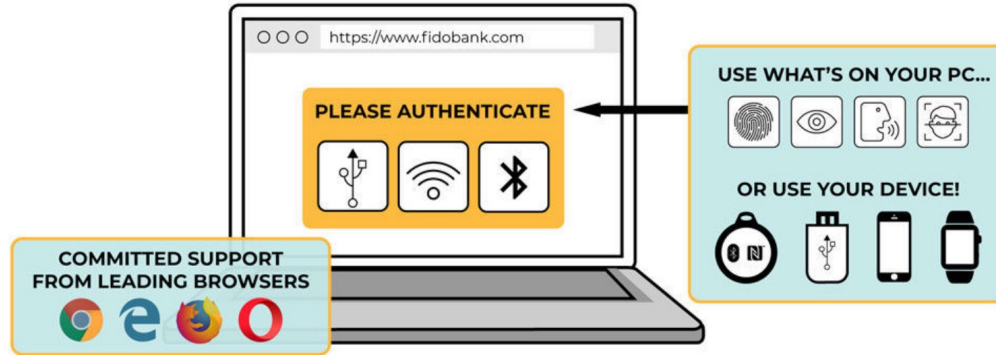 https://www.fidobank.com
PLEASE AUTHENTICATE
USE WHAT'S ON YOUR PC...
OR USE YOUR DEVICE!
COMMITTED SUPPORT
FROM LEADING BROWSERS